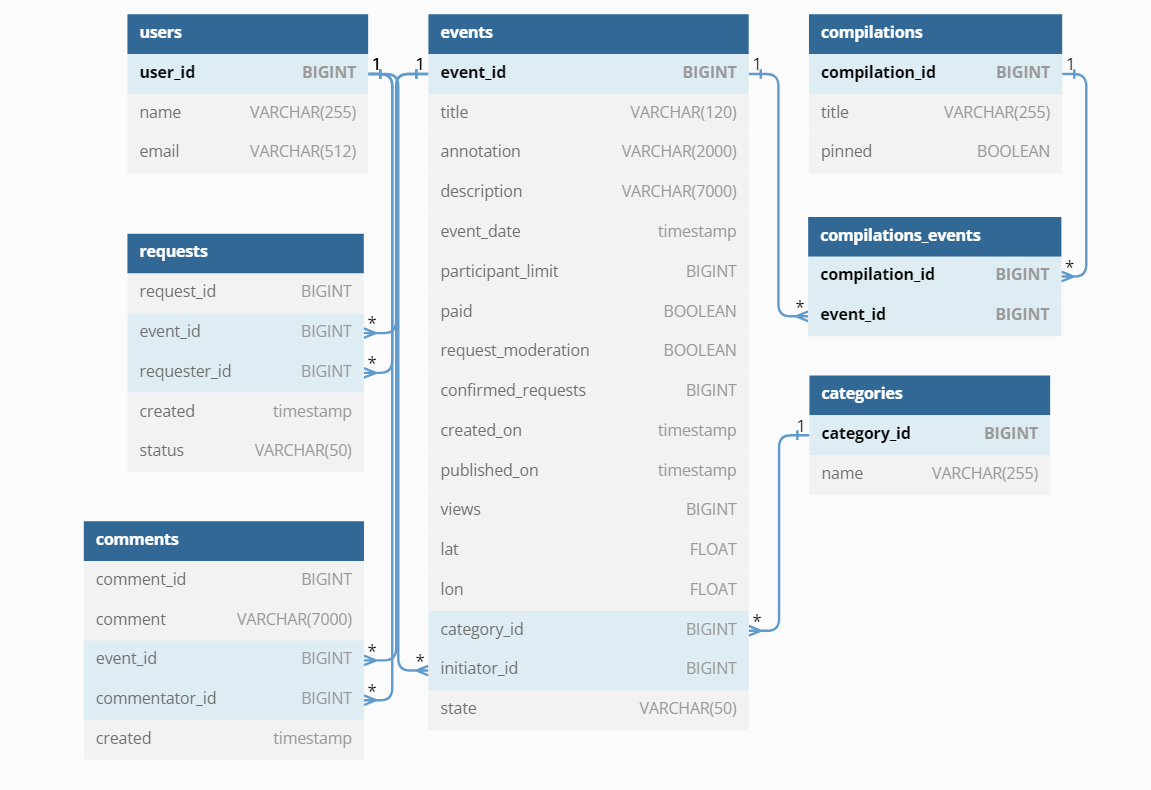 users
user_id BIGINT
name VARCHAR(255)
email VARCHAR(512)
1
requests
request_id BIGINT
event_id BIGINT
*
requester_id BIGINT
*
created timestamp
status VARCHAR(50)
comments
comment_id BIGINT
comment VARCHAR(7000)
event_id BIGINT
*
commentator_id BIGINT
*
created timestamp
events
1
event_id BIGINT
1
title VARCHAR(120)
annotation VARCHAR(2000)
description VARCHAR(7000)
event_date timestamp
participant_limit BIGINT
paid BOOLEAN
request_moderation BOOLEAN
confirmed_requests BIGINT
created_on timestamp
published_on timestamp
views BIGINT
lat FLOAT
lon FLOAT
category_id BIGINT
*
*
initiator_id BIGINT
state VARCHAR(50)
compilations
compilation_id BIGINT
1
title VARCHAR(255)
pinned BOOLEAN
compilations_events
compilation_id BIGINT
*
*
event_id BIGINT
categories
1
category_id BIGINT
name VARCHAR(255)